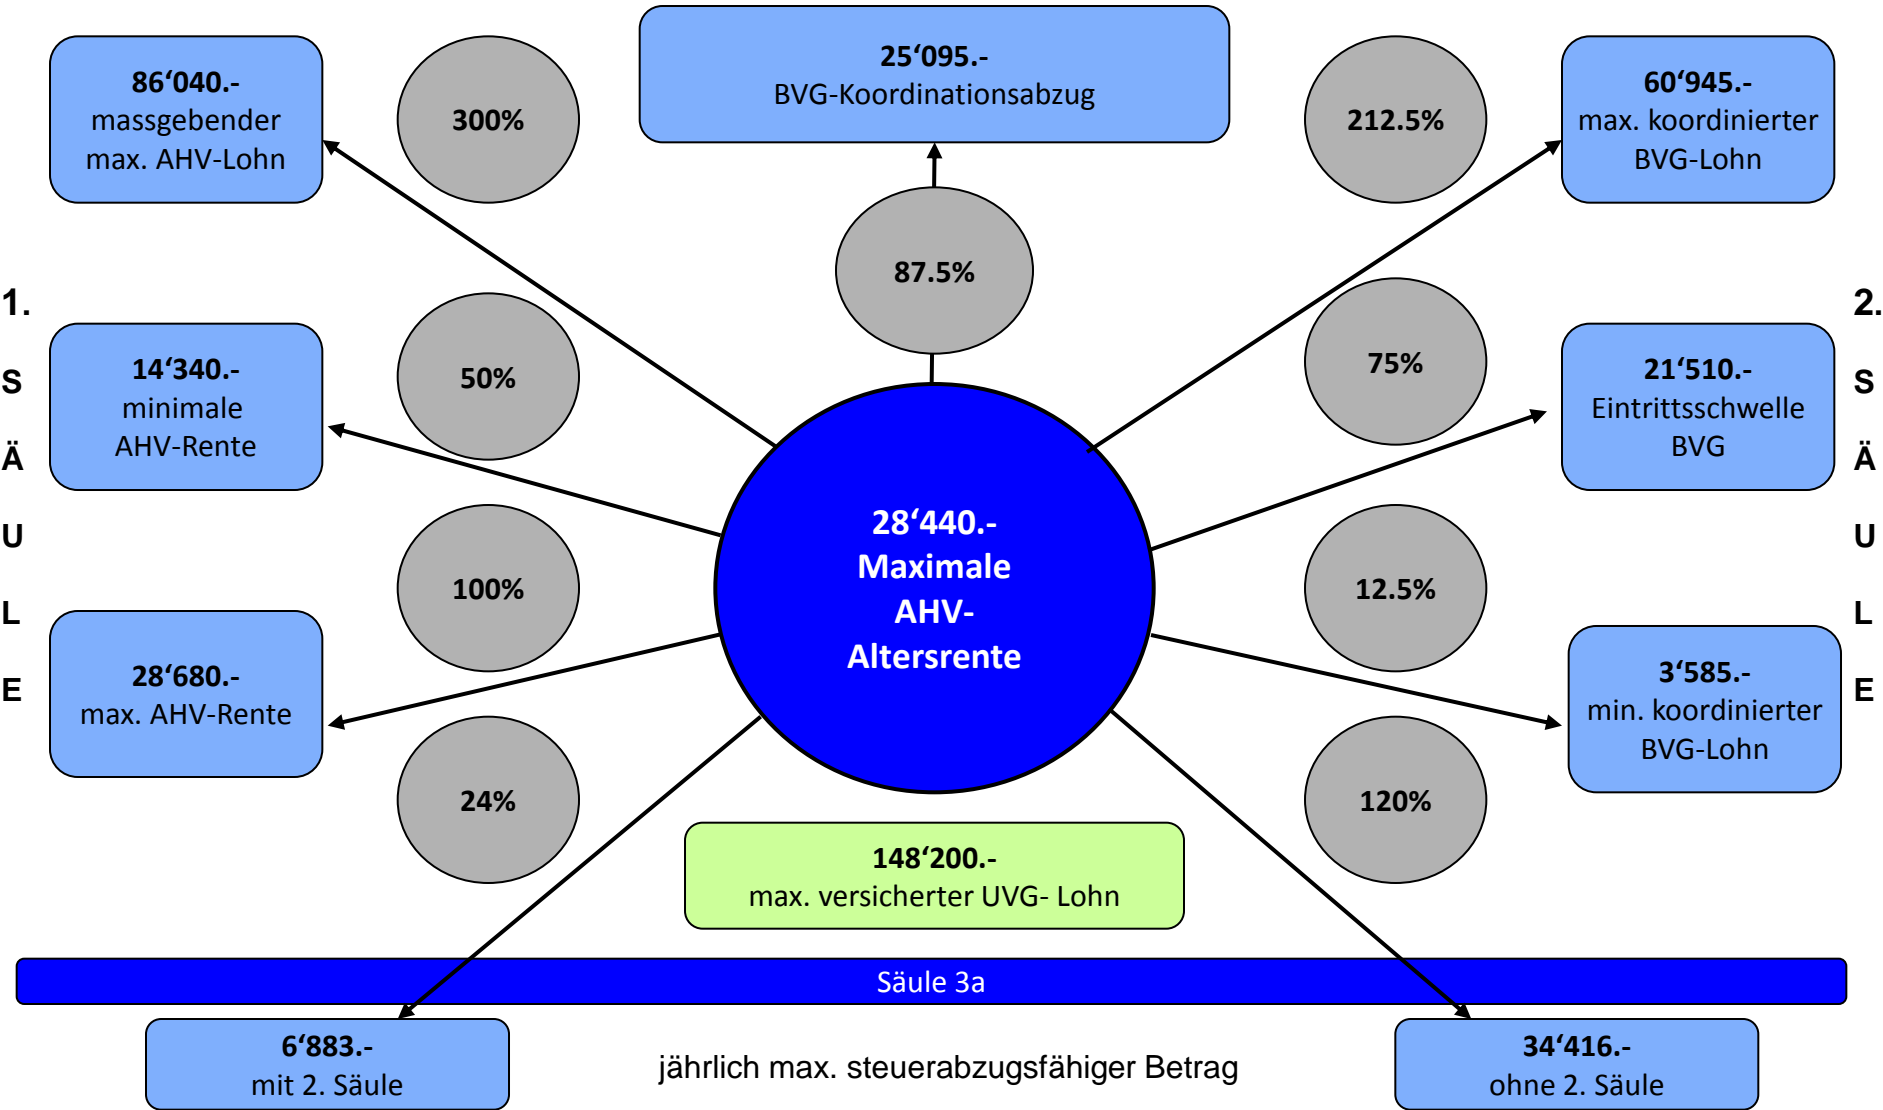 25‘095.-
BVG-Koordinationsabzug
86‘040.-
massgebender
max. AHV-Lohn
300%
212.5%
60‘945.-
max. koordinierter
BVG-Lohn
87.5%
1.
S
Ä
U
L
E
14‘340.-
minimale
AHV-Rente
50%
75%
21‘510.-
Eintrittsschwelle
BVG
2.
S
Ä
U
L
E
28‘440.-
Maximale
AHV-
Altersrente
100%
12.5%
28‘680.-
max. AHV-Rente
3‘585.-
min. koordinierter
BVG-Lohn
24%
120%
148‘200.-
max. versicherter UVG- Lohn
Säule 3a
6‘883.-
mit 2. Säule
jährlich max. steuerabzugsfähiger Betrag
34‘416.-
ohne 2. Säule